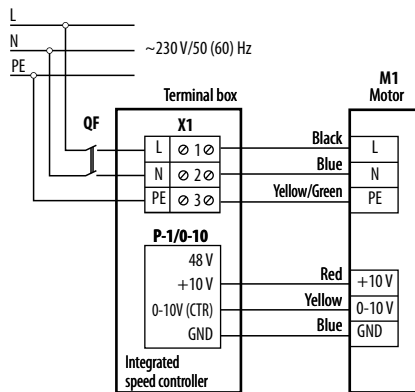 L
N
~230 V/50 (60) Hz
PE
M1
Motor
Terminal box
QF
X1
Black
L
1
L
Blue
N
2
N
Yellow/Green
PE
3
PE
P-1/0-10
48 V
Red
+10 V
+10 V
Yellow
0-10V (CTR)
0-10 V
Blue
GND
GND
Integrated
speed controller